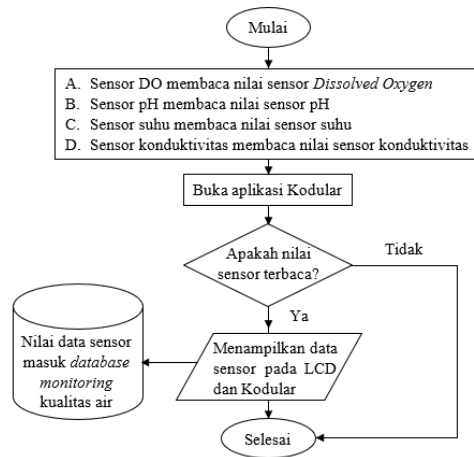 Mulai
A. Sensor DO membaca nilai sensor Dissolved Oxygen
B. Sensor pH membaca nilai sensor pH
C. Sensor suhu membaca nilai sensor suhu
D. Sensor konduktivitas membaca nilai sensor konduktivitas
Buka aplikasi Kodular
Apakah nilai
sensor terbaca?
Tidak
Ya
Nilai data sensor
masuk database
monitoring
kualitas air
Menampilkan data
sensor pada LCD
dan Kodular
Selesai